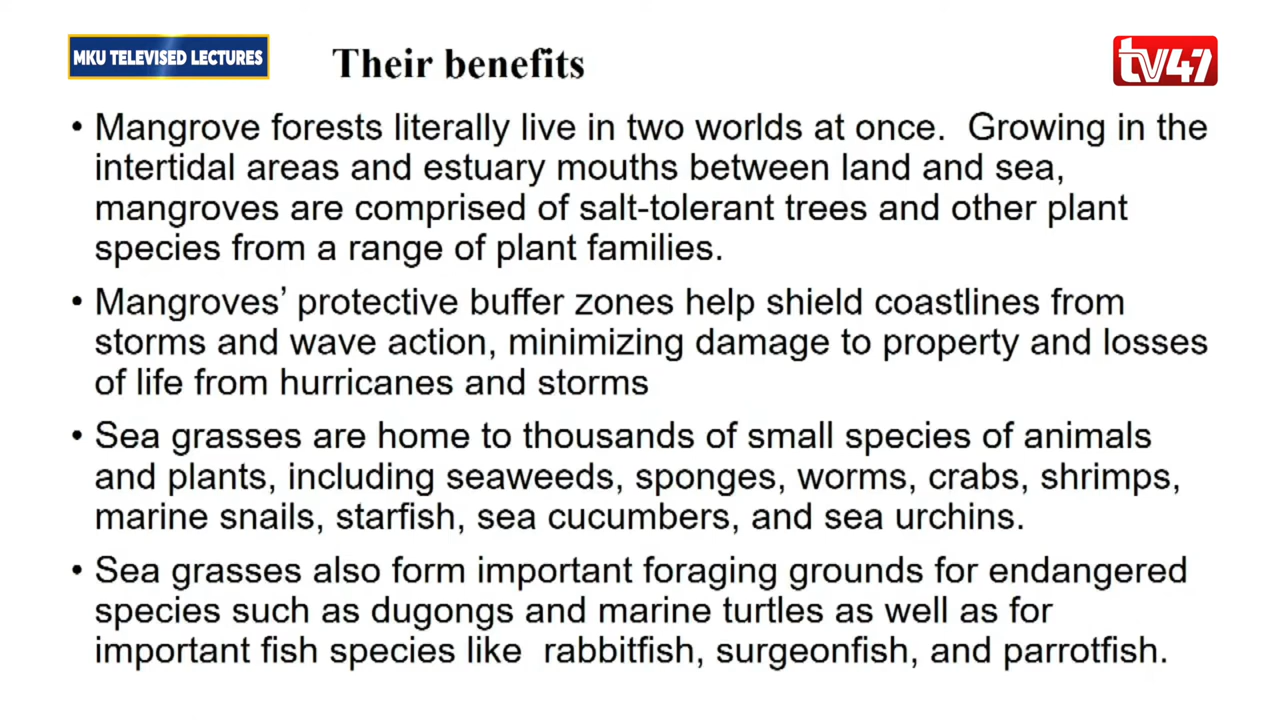 MKU TELEVISED LECTURES
Their benefits
tv47
• Mangrove forests literally live in two worlds at once.  Growing in the
intertidal areas and estuary mouths between land and sea,
mangroves are comprised of salt-tolerant trees and other plant
species from a range of plant families.
• Mangroves’ protective buffer zones help shield coastlines from
storms and wave action, minimizing damage to property and losses
of life from hurricanes and storms
• Sea grasses are home to thousands of small species of animals
and plants, including seaweeds, sponges, worms, crabs, shrimps,
marine snails, starfish, sea cucumbers, and sea urchins.
• Sea grasses also form important foraging grounds for endangered
species such as dugongs and marine turtles as well as for
important fish species like  rabbitfish, surgeonfish, and parrotfish.